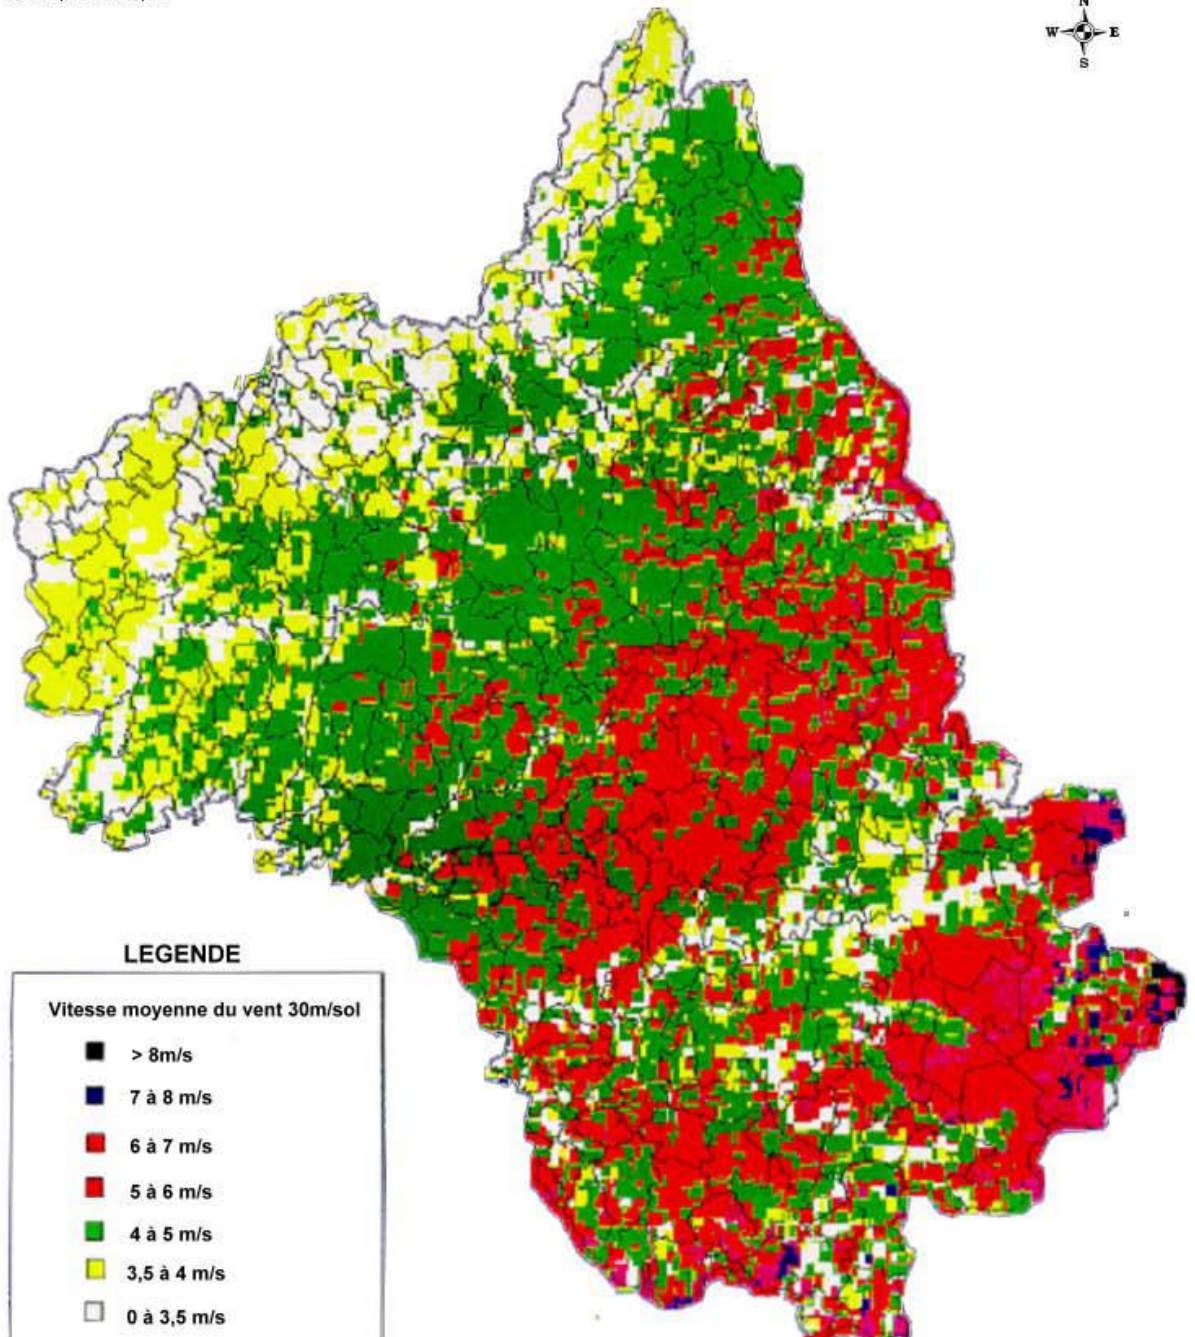 N
W E
S
LEGENDE
Vitesse moyenne du vent 30m/sol
> 8m/s
7 à 8 m/s
6 à 7 m/s
5 à 6 m/s
4 à 5 m/s
3,5 à 4 m/s
0 à 3,5 m/s